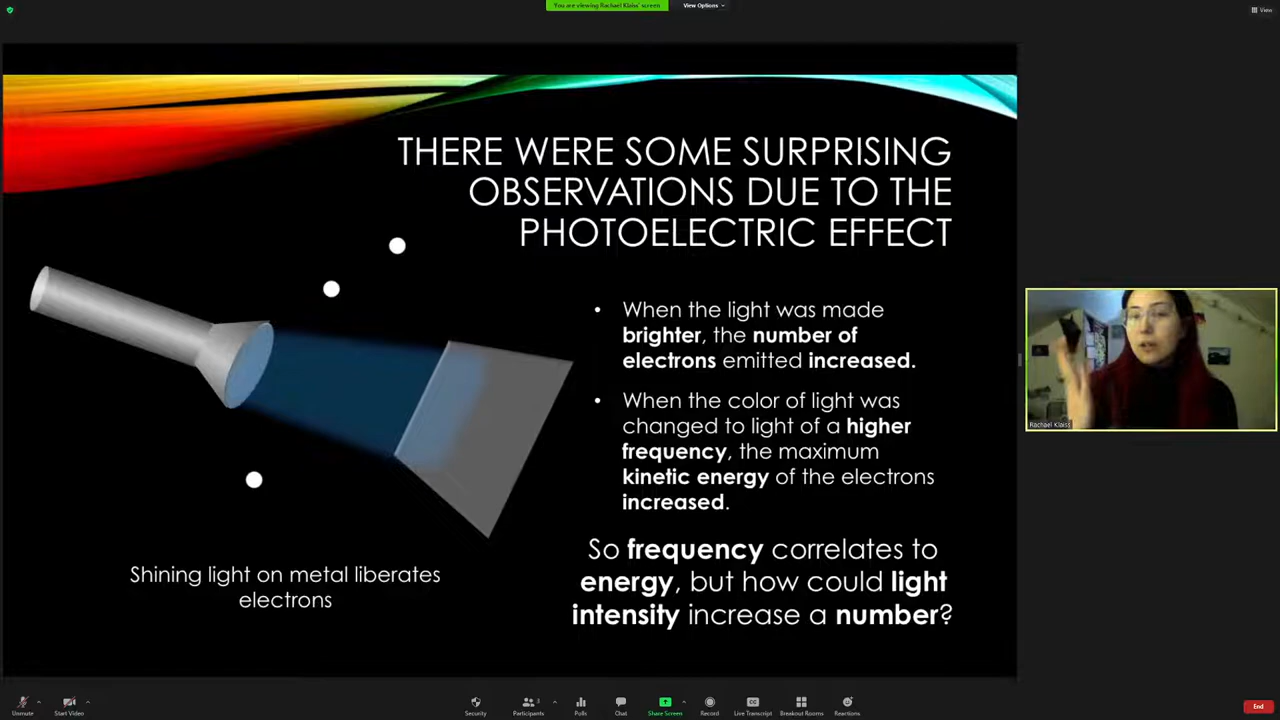 You are viewing Rachael Klaiss' screen
View Options
View
THERE WERE SOME SURPRISING
OBSERVATIONS DUE TO THE
PHOTOELECTRIC EFFECT
• When the light was made
brighter, the number of
electrons emitted increased.
• When the color of light was
changed to light of a higher
frequency, the maximum
kinetic energy of the electrons
increased.
So frequency correlates to
energy, but how could light
intensity increase a number?
Shining light on metal liberates
electrons
Rachael Klaiss
Unmute
Start Video
Security
Participants
3
Polls
Chat
Share Screen
Record
Live Transcript
Breakout Rooms
Reactions
End